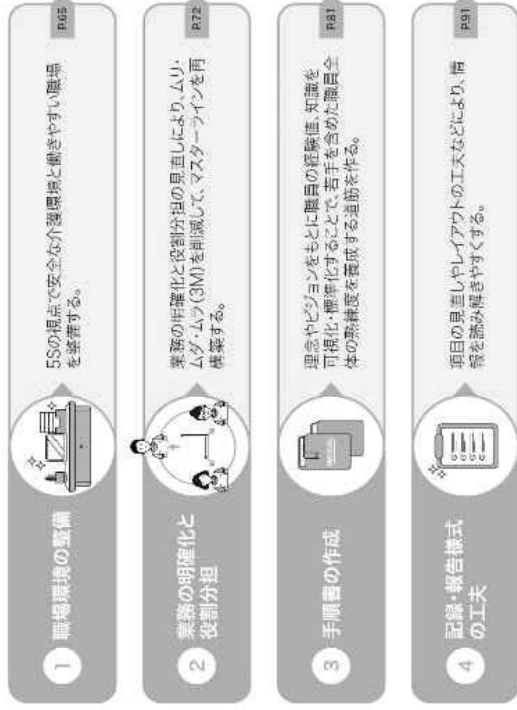 1
職場環境の整備
5Sの視点で安全な介護環境と働きやすい職場
を整備する。
P.65
2
業務の明確化と
役割分担
業務の明確化と役割分担の見直しにより、ムリ・
ムダ・ムラ(3M)を削減して、マスターラインを再
構築する。
P.72
3
手順書の作成
理念やビジョンをもとに職員の経験値、知識を
可視化・標準化することで、若手を含めた職員全
体の熟練度を養成する道筋を作る。
P.81
4
記録・報告様式
の工夫
項目の見直しやレイアウトの工夫などにより、情
報を読み解きやすくする。
P.91